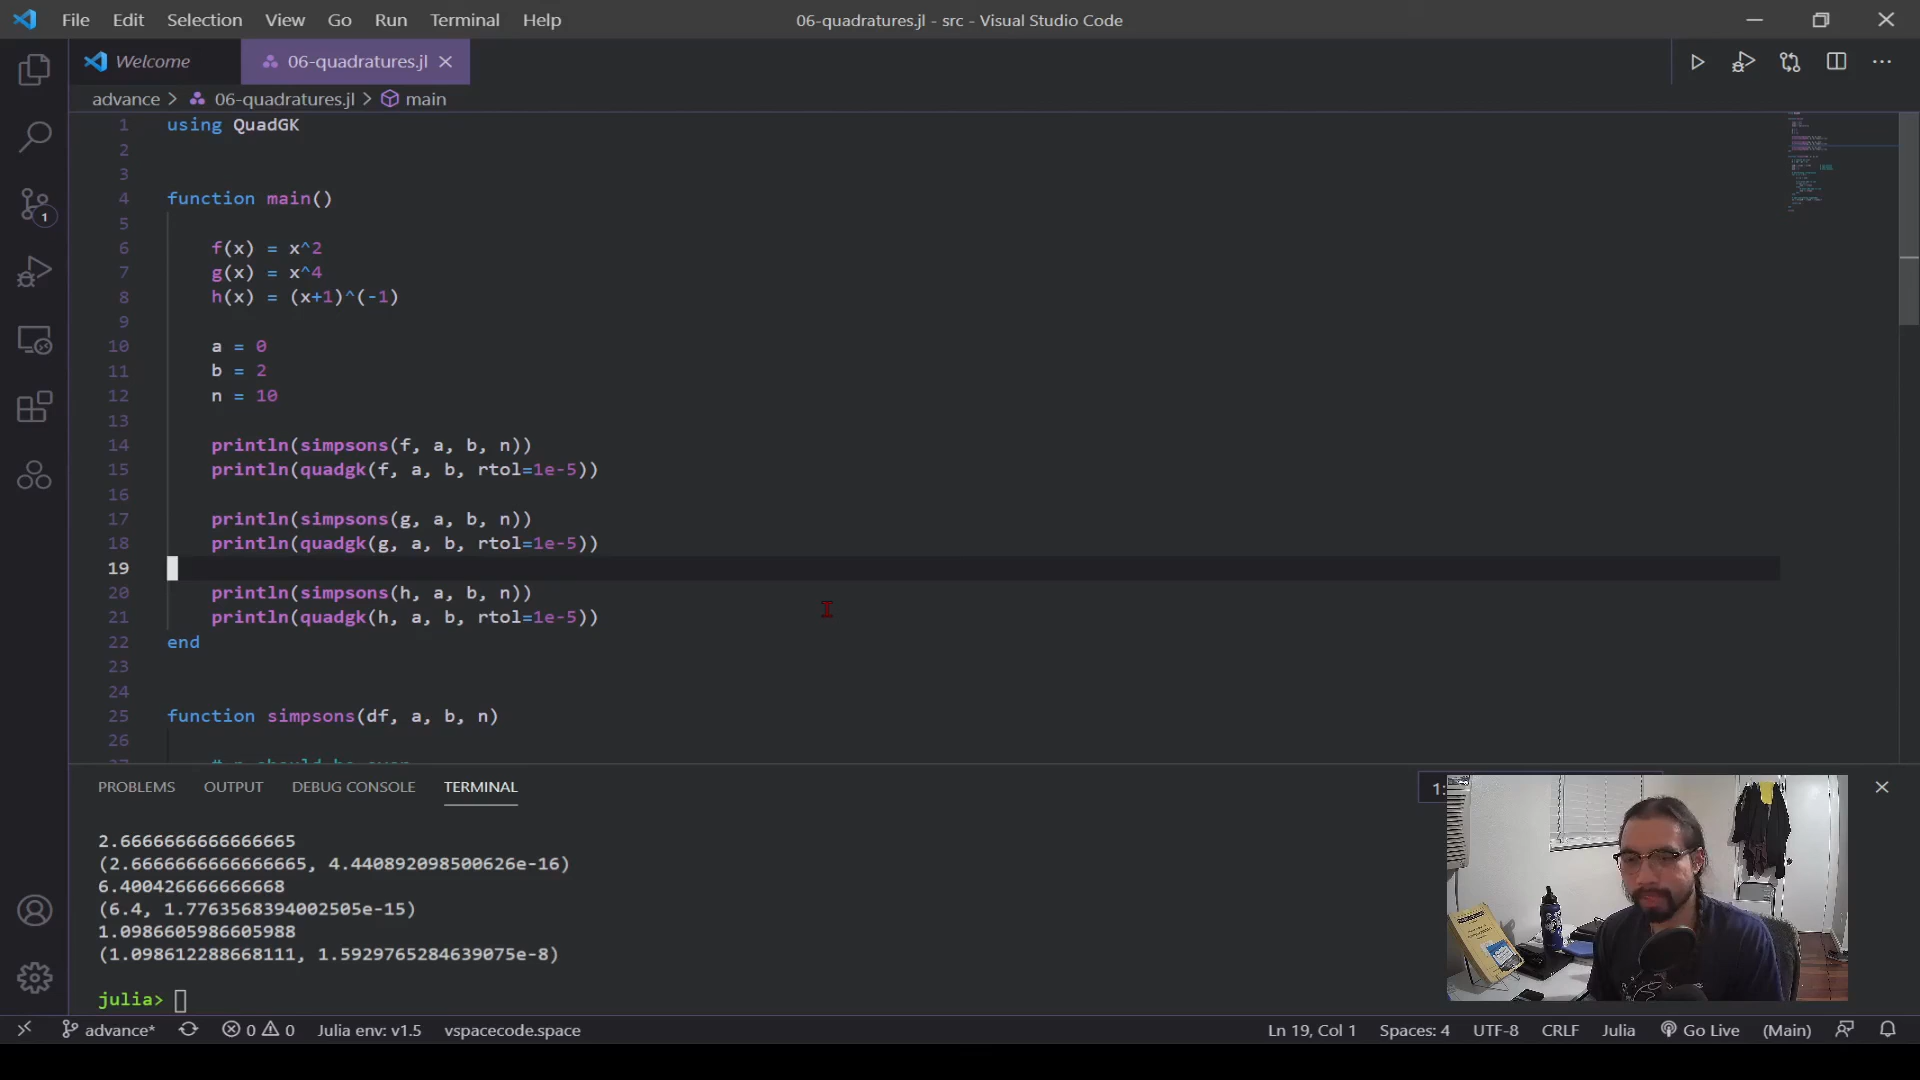 File Edit Selection View Go Run Terminal Help
06-quadratures.jl - src - Visual Studio Code
Welcome
06-quadratures.jl
advance > 06-quadratures.jl > main
1 using QuadGK
2
3
4 function main()
5
6 f(x) = x^2
7 g(x) = x^4
8 h(x) = (x+1)^(-1)
9
10 a = 0
11 b = 2
12 n = 10
13
14 println(simpsons(f, a, b, n))
15 println(quadgk(f, a, b, rtol=1e-5))
16
17 println(simpsons(g, a, b, n))
18 println(quadgk(g, a, b, rtol=1e-5))
19
20 println(simpsons(h, a, b, n))
21 println(quadgk(h, a, b, rtol=1e-5))
22 end
23
24
25 function simpsons(df, a, b, n)
26
27 # n should be even
1
PROBLEMS OUTPUT DEBUG CONSOLE TERMINAL
1:
2.6666666666666665
(2.6666666666666665, 4.440892098500626e-16)
6.400426666666668
(6.4, 1.7763568394002505e-15)
1.0986605986605988
(1.098612288668111, 1.5929765284639075e-8)
julia>
advance* 0 0 Julia env: v1.5 vspacecode.space
Ln 19, Col 1 Spaces: 4 UTF-8 CRLF Julia Go Live (Main)